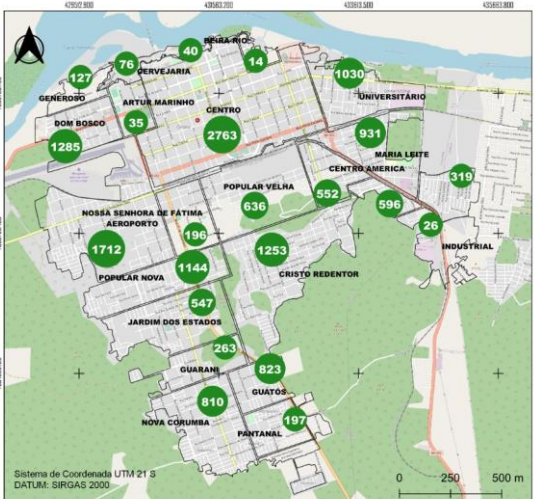 BEIRA RIO
40
76
14
CERVEJARIA
127
1030
GENEROSO
ARTUR MARINHO
UNIVERSITÁRIO
CENTRO
DOM BOSCO
35
2763
931
1285
MARIA LEITE
CENTRO AMERICA
319
POPULAR VELHA
552
636
596
NOSSA SENHORA DE FÁTIMA
AEROPORTO
26
196
1712
1253
INDUSTRIAL
1144
CRISTO REDENTOR
POPULAR NOVA
547
JARDIM DOS ESTADOS
263
GUARANI
823
GUATÓS
810
197
NOVA CORUMBA
PANTANAL
Sistema de Coordenada UTM 21 S
DATUM: SIRGAS 2000
0 250 500 m